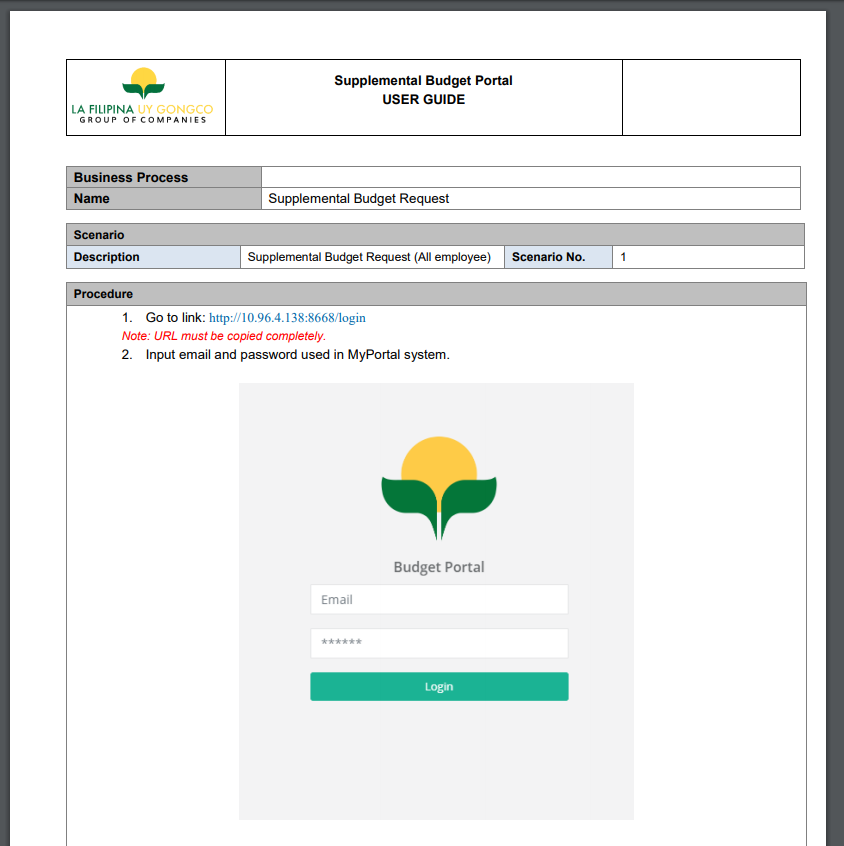 LA FILIPINA UY GONGCO
GROUP OF COMPANIES
Supplemental Budget Portal
USER GUIDE
Business Process
Name Supplemental Budget Request
Scenario
Description Supplemental Budget Request (All employee) Scenario No. 1
Procedure
1. Go to link: http://10.96.4.138:8668/login
Note: URL must be copied completely.
2. Input email and password used in MyPortal system.
Budget Portal
Email
******
Login